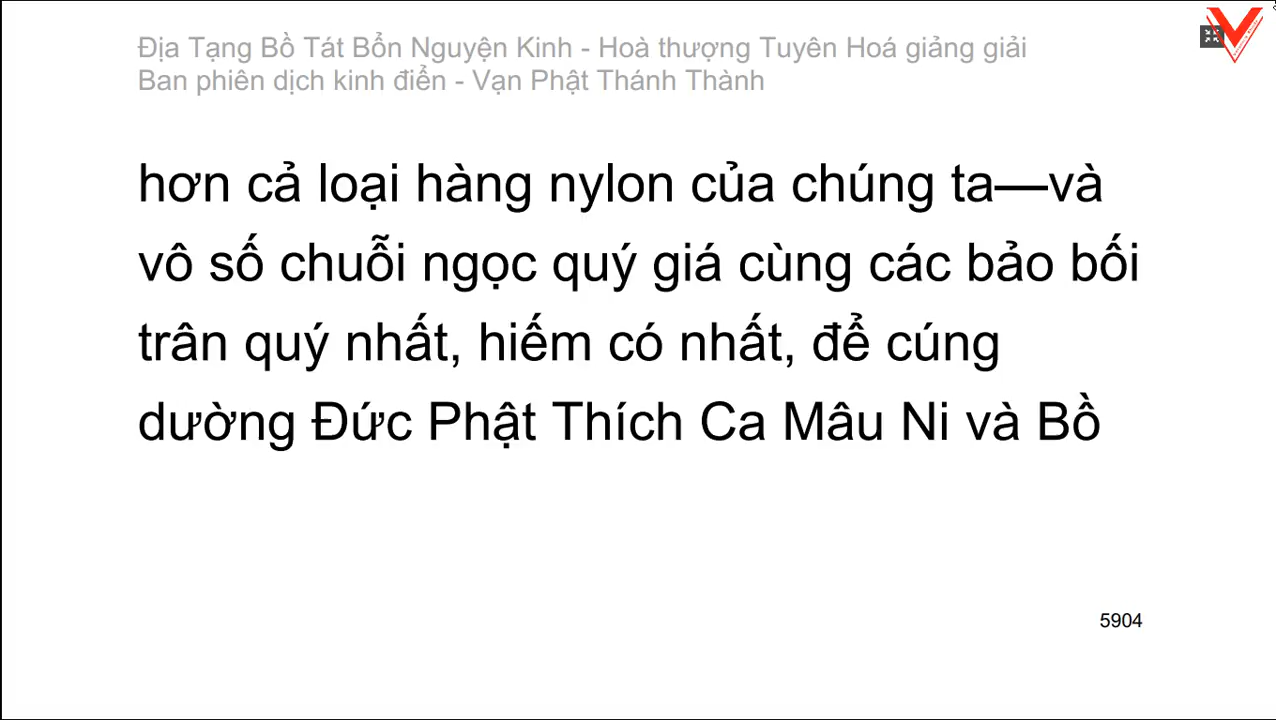 Địa Tạng Bồ Tát Bổn Nguyện Kinh - Hoà thượng Tuyên Hoá giảng giải
Ban phiên dịch kinh điển - Vạn Phật Thánh Thành
hơn cả loại hàng nylon của chúng ta—và
vô số chuỗi ngọc quý giá cùng các bảo bối
trân quý nhất, hiếm có nhất, để cúng
dường Đức Phật Thích Ca Mâu Ni và Bồ
5904